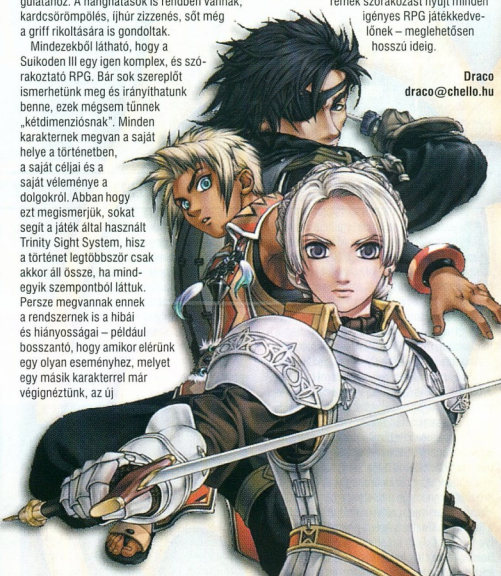 gulatához. A hanghatások is rendben vannak,
kardcsörömpölés, íjhúr zizzenés, sőt még
a griff rikoltására is gondoltak.
Mindezekből látható, hogy a
Suikoden III egy igen komplex, és szó-
rakoztató RPG. Bár sok szereplőt
ismerhetünk meg és irányíthatunk
benne, ezek mégsem tűnnek
„kétdimenziósnak”. Minden
karakternek megvan a saját
helye a történetben,
a saját céljai és a
saját véleménye a
dolgokról. Abban hogy
ezt megismerjük, sokat
segít a játék által használt
Trinity Sight System, hisz
a történet legtöbbször csak
akkor áll össze, ha mind-
egyik szempontból láttuk.
Persze megvannak ennek
a rendszernek is a hibái
és hiányosságai – például
bosszantó, hogy amikor elérünk
egy olyan eseményhez, melyet
egy másik karakterrel már
végignéztünk, az új
remek szórakozást nyújt minden
igényes RPG játékkedve-
lőnek – meglehetősen
hosszú ideig.
Draco
draco@chello.hu